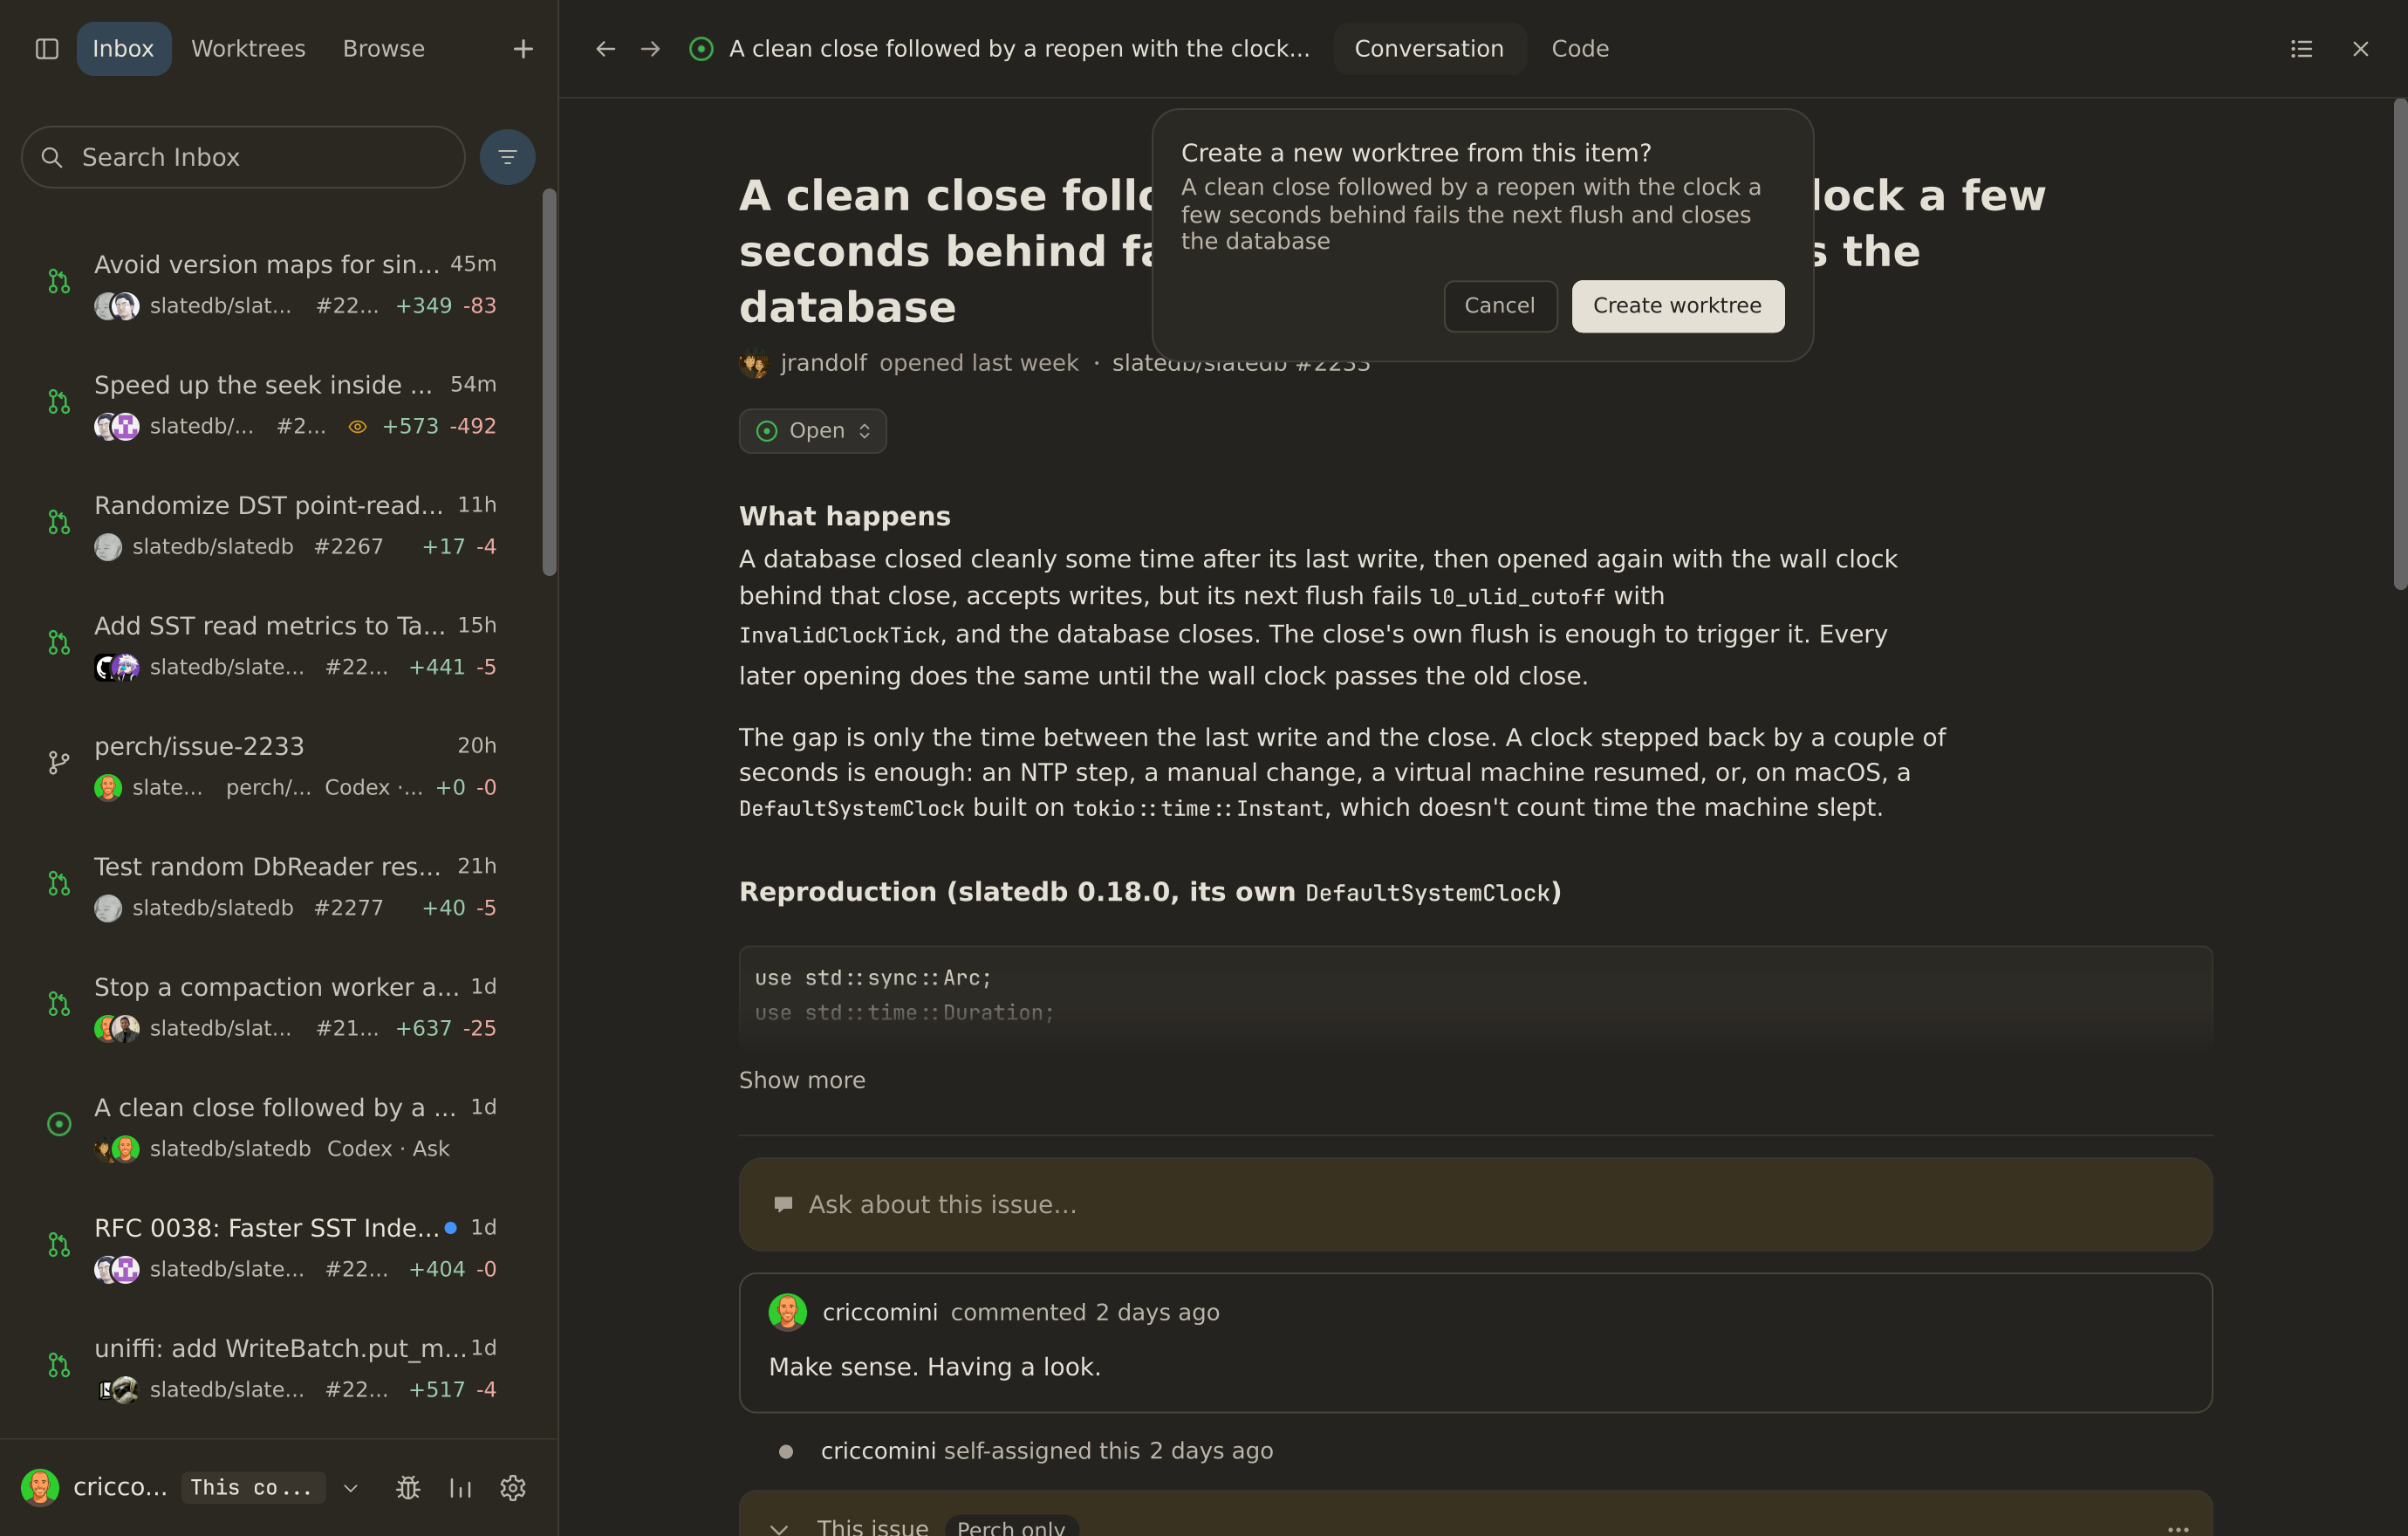 Inbox Worktrees Browse
Search Inbox
Avoid version maps for sin... 45m
slatedb/slat... #22... +349 -83
Speed up the seek inside ... 54m
slatedb/... #2... +573 -492
Randomize DST point-read... 11h
slatedb/slatedb #2267 +17 -4
Add SST read metrics to Ta... 15h
slatedb/slate... #22... +441 -5
perch/issue-2233 20h
slate... perch/... Codex ·... +0 -0
Test random DbReader res... 21h
slatedb/slatedb #2277 +40 -5
Stop a compaction worker a... 1d
slatedb/slat... #21... +637 -25
A clean close followed by a ... 1d
slatedb/slatedb Codex · Ask
RFC 0038: Faster SST Inde... 1d
slatedb/slate... #22... +404 -0
uniffi: add WriteBatch.put_m... 1d
slatedb/slate... #22... +517 -4
cricco... This co...
A clean close followed by a reopen with the clock... Conversation Code
Create a new worktree from this item?
A clean close followed by a reopen with the clock a
few seconds behind fails the next flush and closes
the database
Cancel Create worktree
A clean close follo lock a few
seconds behind fa s the
database
jrandolf opened last week · slatedb/slatedb #2233
Open
What happens
A database closed cleanly some time after its last write, then opened again with the wall clock
behind that close, accepts writes, but its next flush fails l0_ulid_cutoff with
InvalidClockTick, and the database closes. The close's own flush is enough to trigger it. Every
later opening does the same until the wall clock passes the old close.
The gap is only the time between the last write and the close. A clock stepped back by a couple of
seconds is enough: an NTP step, a manual change, a virtual machine resumed, or, on macOS, a
DefaultSystemClock built on tokio::time::Instant, which doesn't count time the machine slept.
Reproduction (slatedb 0.18.0, its own DefaultSystemClock)
use std::sync::Arc;
use std::time::Duration;
Show more
Ask about this issue...
criccomini commented 2 days ago
Make sense. Having a look.
criccomini self-assigned this 2 days ago
This issue Perch only